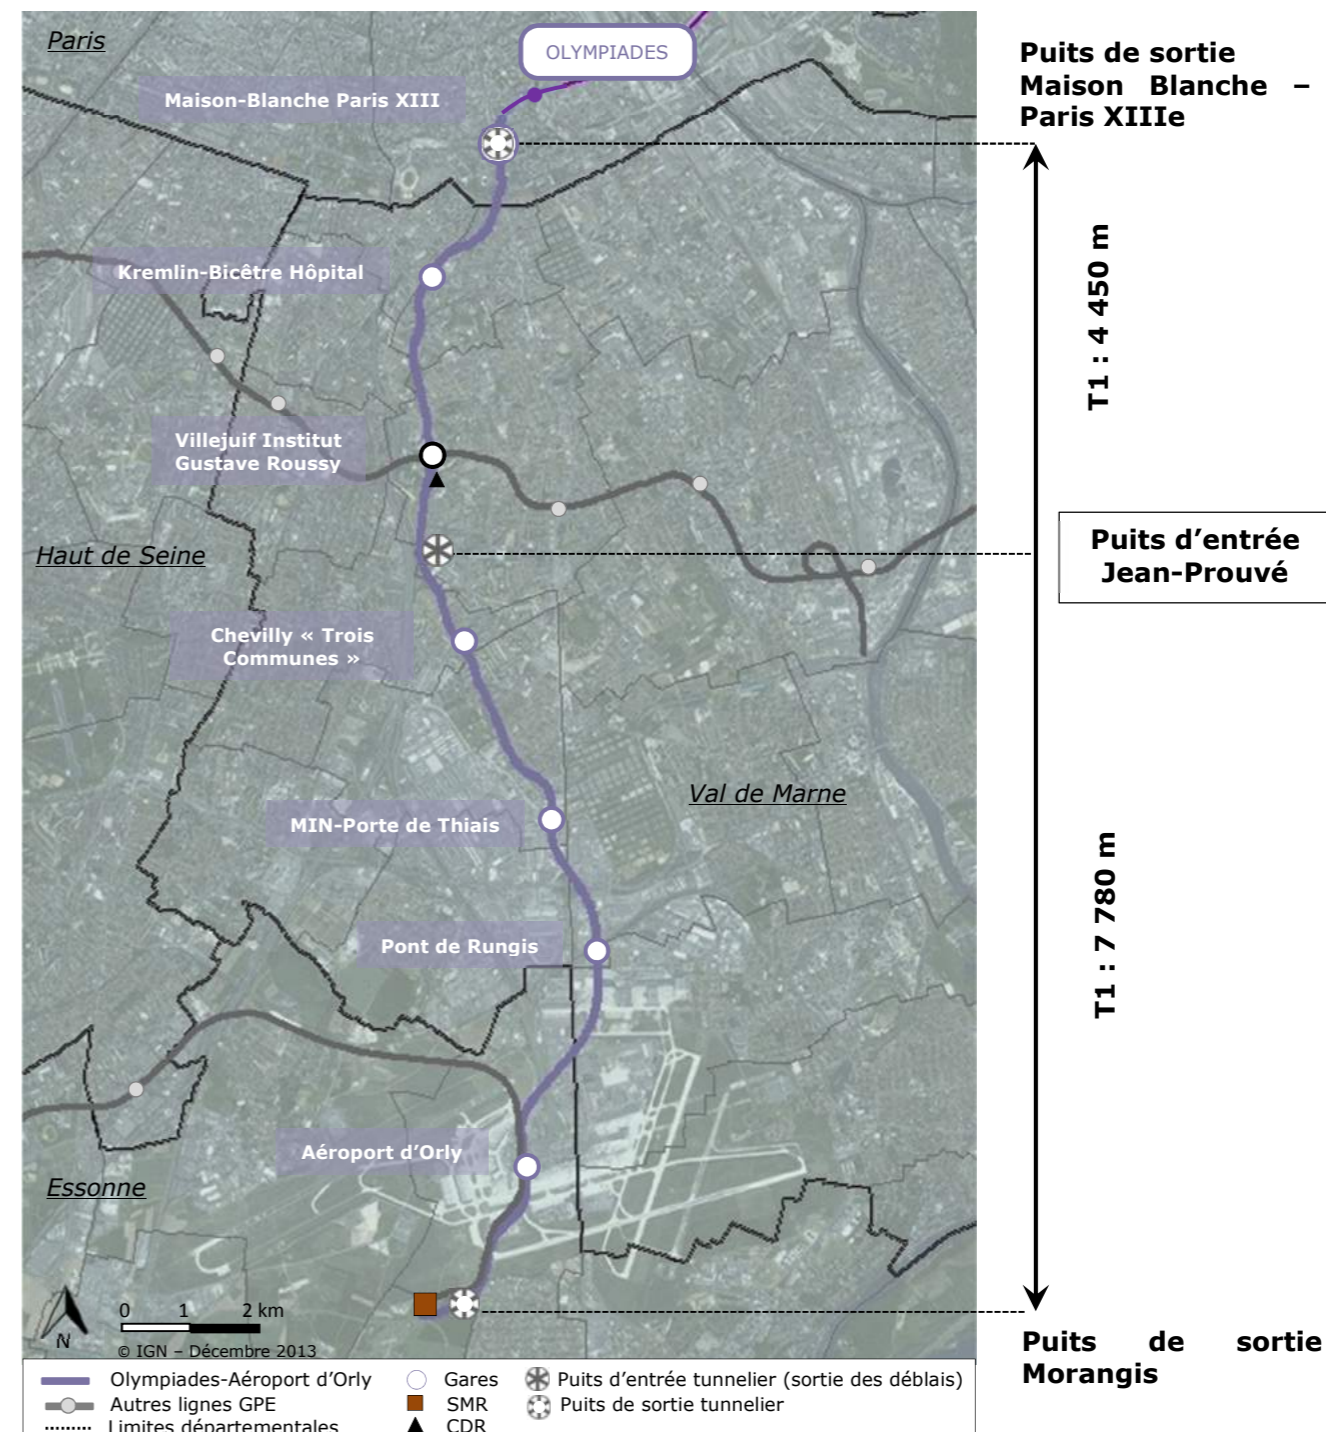 Paris
OLYMPIADES
Maison-Blanche Paris XIII
Kremlin-Bicêtre Hôpital
Villejuif Institut
Gustave Roussy
Haut de Seine
Chevilly « Trois
Communes »
Val de Marne
MIN-Porte de Thiais
Pont de Rungis
Aéroport d'Orly
Essonne
0 1 2 km
N
© IGN – Décembre 2013
Olympiades-Aéroport d'Orly
Autres lignes GPE
Limites départementales
Gares
SMR
CDR
Puits d'entrée tunnelier (sortie des déblais)
Puits de sortie tunnelier
Puits de sortie
Maison Blanche –
Paris XIIIe
T1 : 4 450 m
Puits d'entrée
Jean-Prouvé
T1 : 7 780 m
Puits de sortie
Morangis